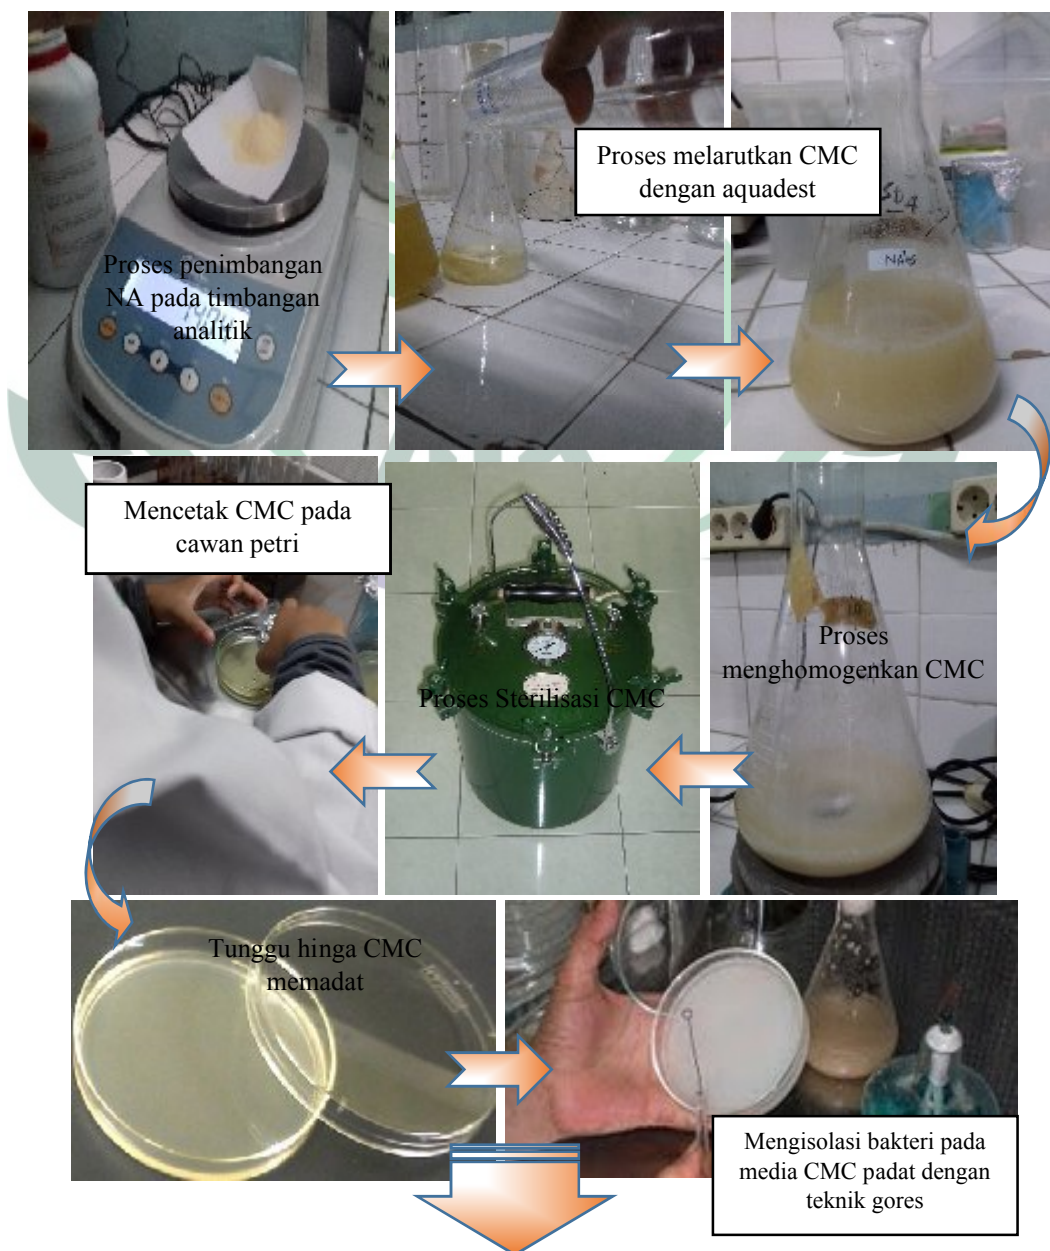 Proses penimbangan
NA pada timbangan
analitik
Proses melarutkan CMC
dengan aquadest
Proses
menghomogenkan CMC
Proses Sterilisasi CMC
Mencetak CMC pada
cawan petri
Tunggu hingga CMC
memadat
Mengisolasi bakteri pada
media CMC padat dengan
teknik gores